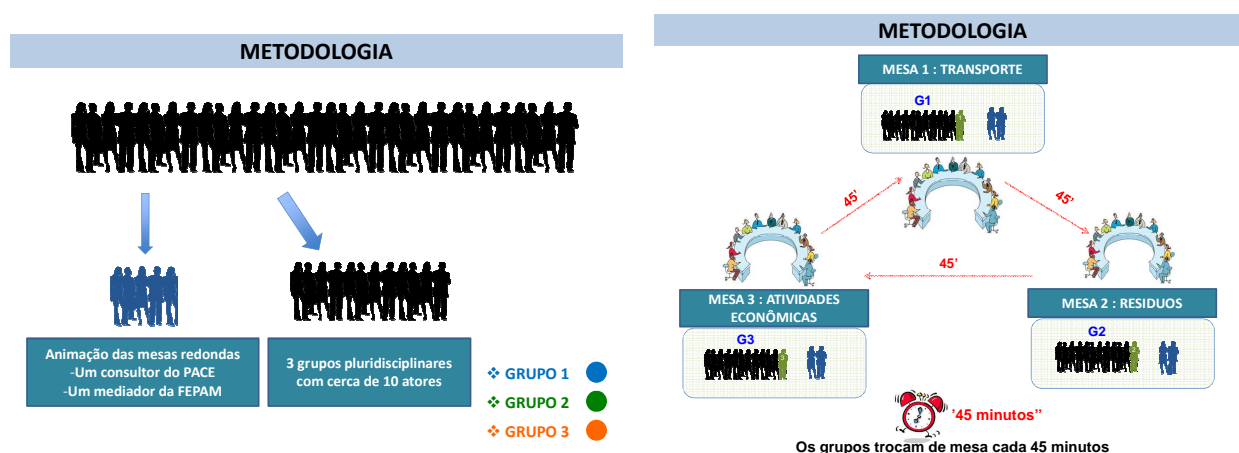 METODOLOGIA
Animação das mesas redondas
-Um consultor do PACE
-Um mediador da FEPAM
3 grupos pluridisciplinares
com cerca de 10 atores
❖ GRUPO 1
❖ GRUPO 2
❖ GRUPO 3
METODOLOGIA
MESA 1 : TRANSPORTE
G1
45'
45'
45'
MESA 3 : ATIVIDADES
ECONÔMICAS
G3
MESA 2 : RESIDUOS
G2
'45 minutos''
Os grupos trocam de mesa cada 45 minutos